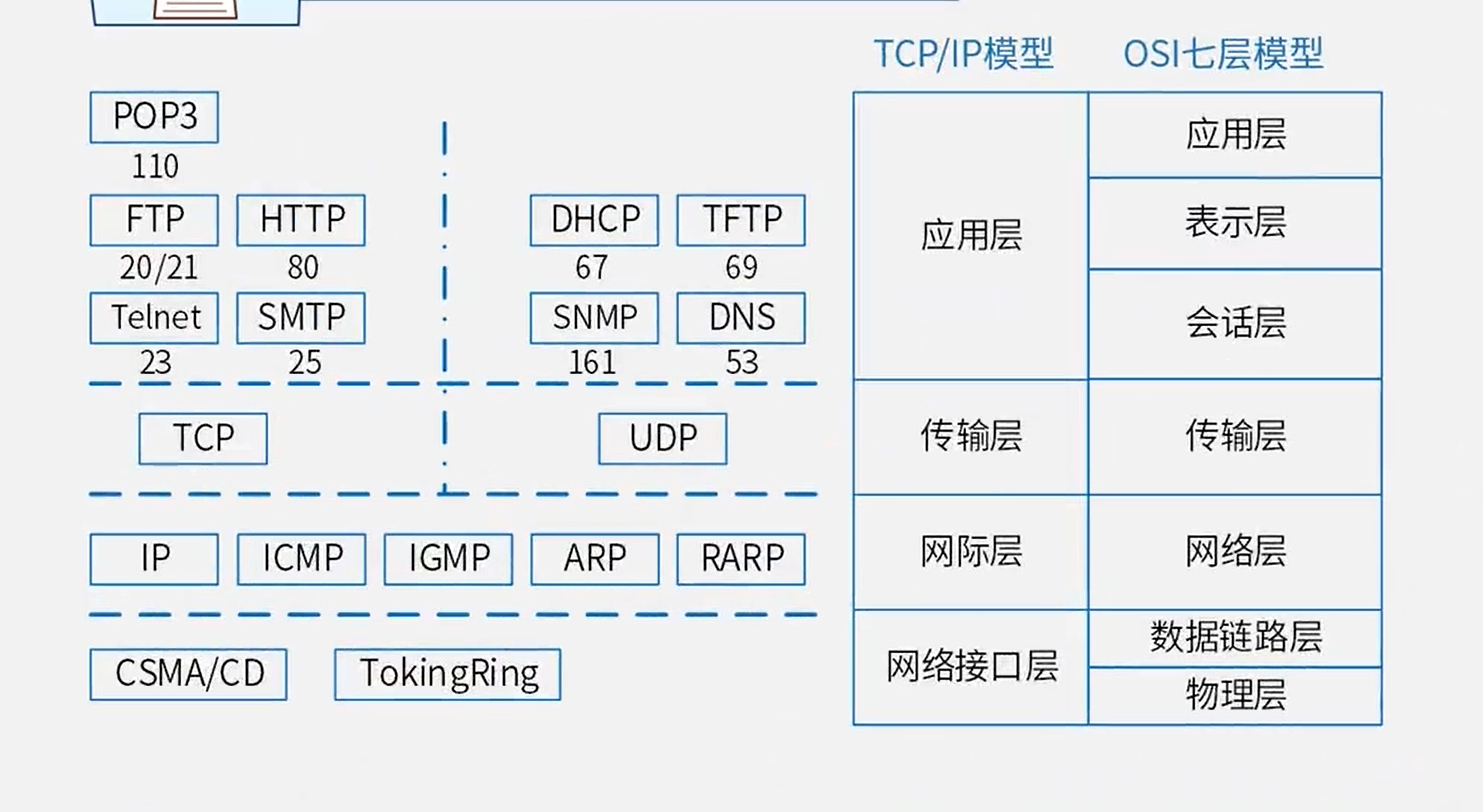 TCP/IP模型 OSI七层模型
POP3
110
FTP HTTP DHCP TFTP
20/21 80 67 69
Telnet SMTP SNMP DNS
23 25 161 53
应用层
应用层
表示层
会话层
TCP UDP
传输层 传输层
IP ICMP IGMP ARP RARP
网际层 网络层
CSMA/CD TokingRing
网络接口层
数据链路层
物理层